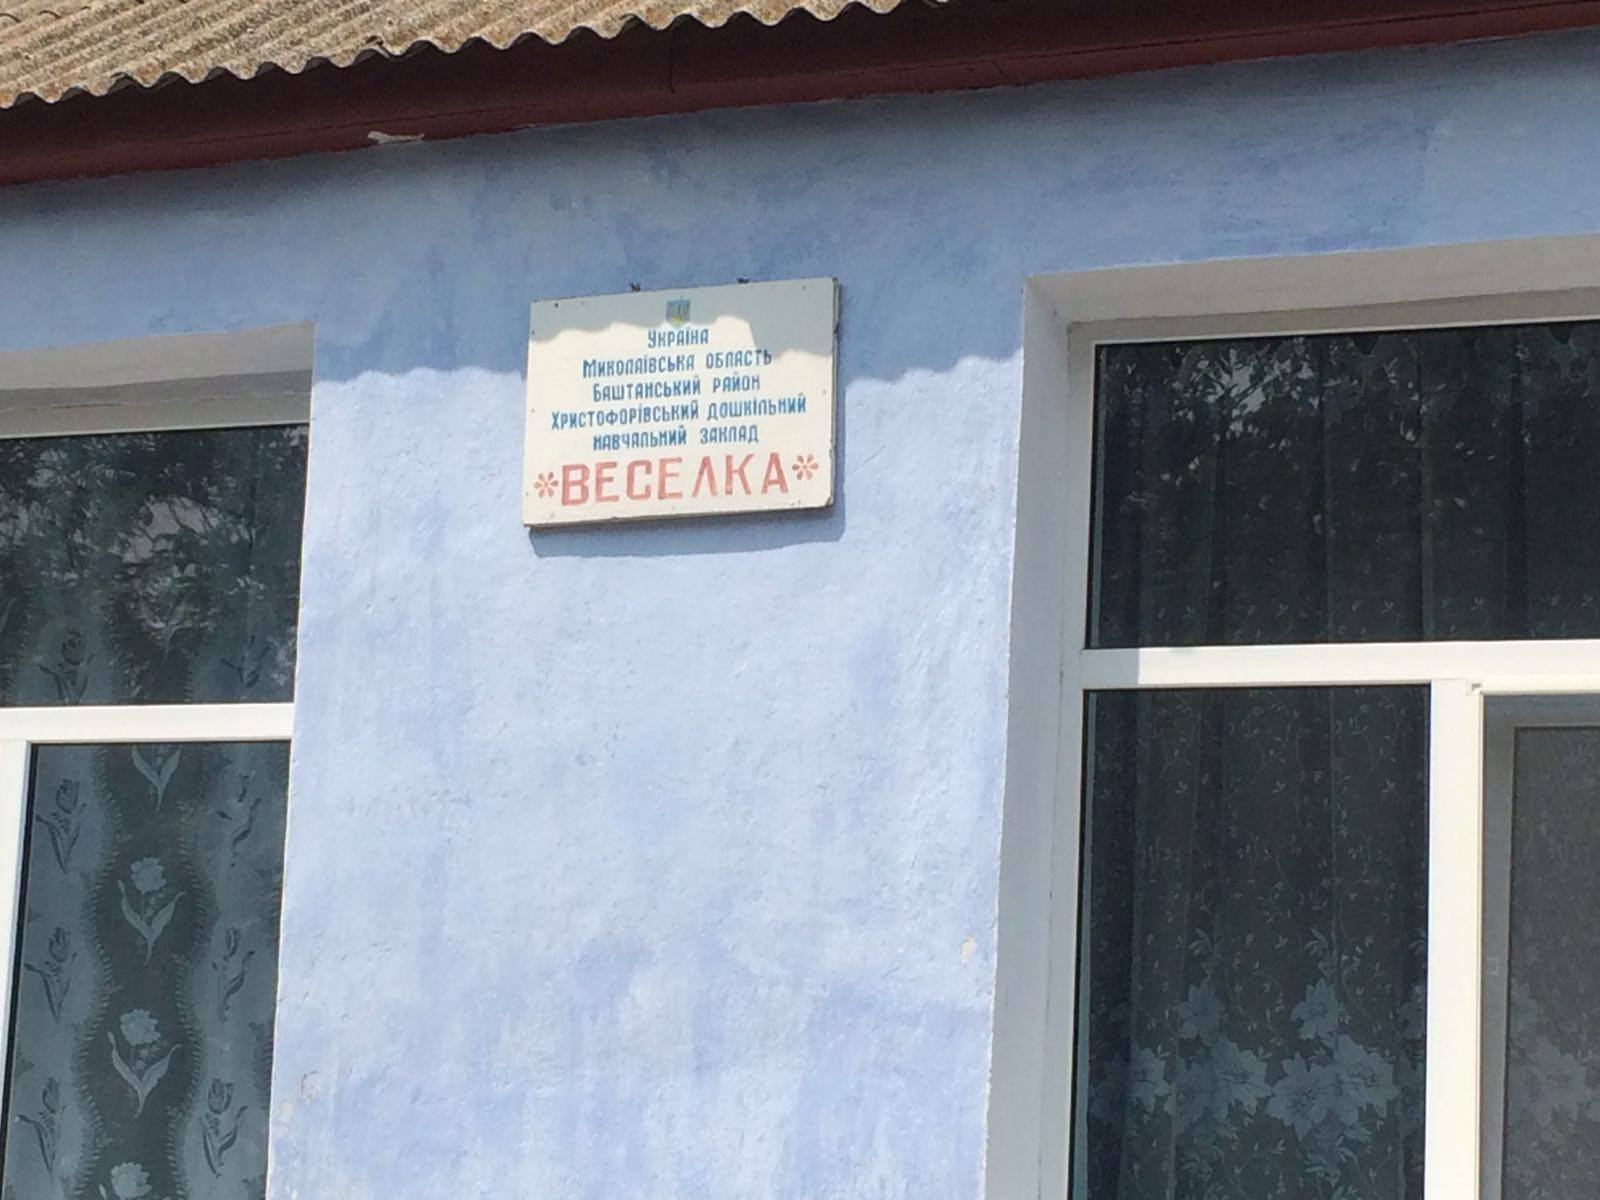 Україна
Миколаївська область
Баштанський район
Христофорівський дошкільний
навчальний заклад
*ВЕСЕЛКА*